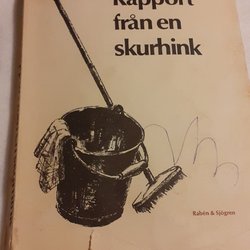 Rapport
från en
skurhink
Rabén & Sjögren